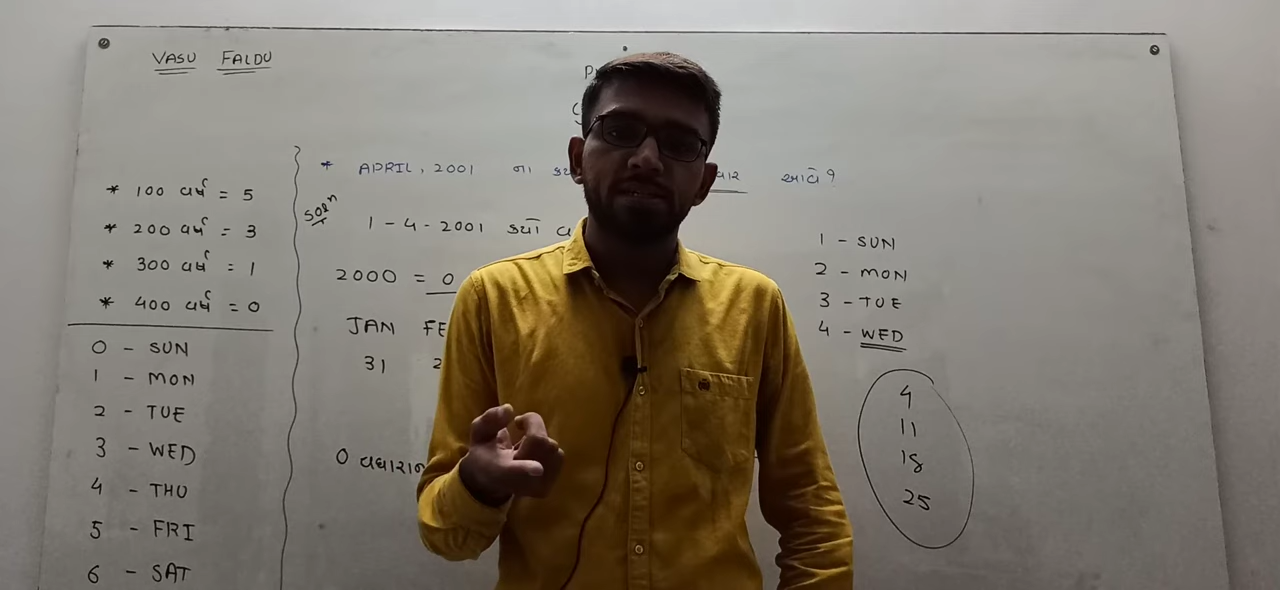 VASU FALDU
* 100 વર્ષ = 5
* 200 વર્ષ = 3
* 300 વર્ષ = 1
* 400 વર્ષ = 0
0 - SUN
1 - MON
2 - TUE
3 - WED
4 - THU
5 - FRI
6 - SAT
* APRIL, 2001 ના આવે ?
Solⁿ
1 - 4 - 2001 ક્યો
2000 = 0
JAN FE
31 2
0 વધારાન
1 - SUN
2 - MON
3 - TUE
4 - WED
4
11
18
25